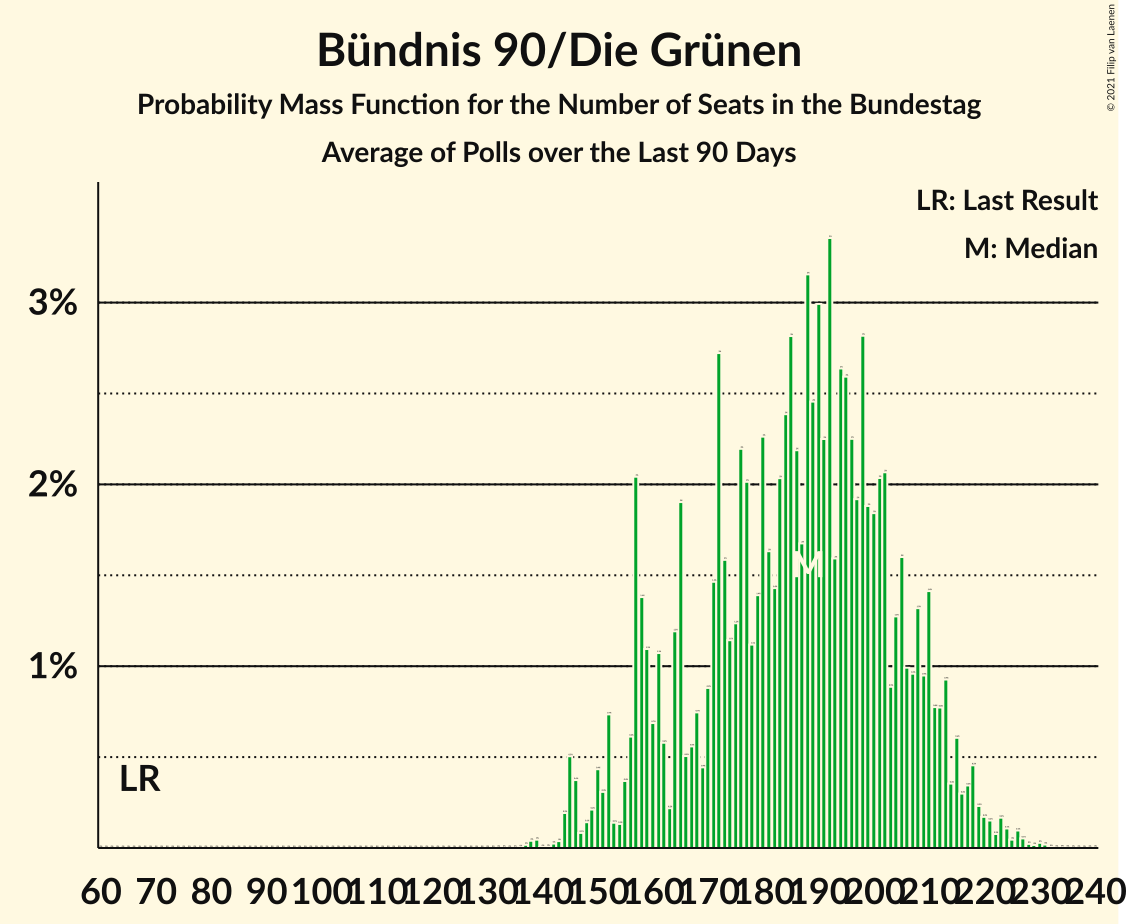 Bündnis 90/Die Grünen
Probability Mass Function for the Number of Seats in the Bundestag
Average of Polls over the Last 90 Days
© 2021 Filip van Laenen
LR: Last Result
M: Median
3%
2%
1%
LR
M
60 70 80 90 100 110 120 130 140 150 160 170 180 190 200 210 220 230 240